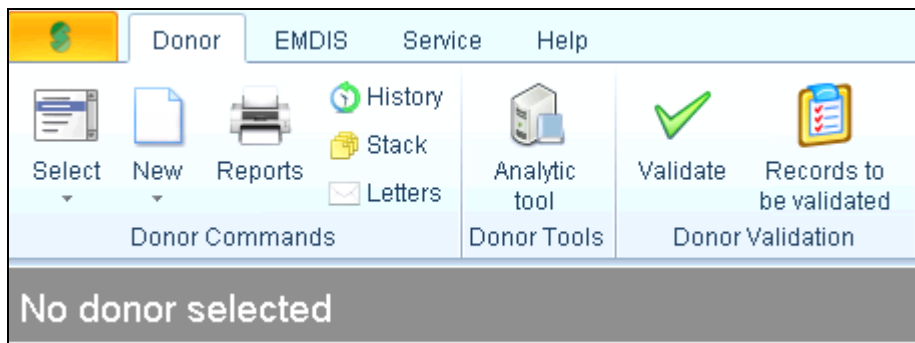 Donor EMDIS Service Help
History
Stack
Select New Reports Analytic tool Validate Records to be validated
Letters
Donor Commands Donor Tools Donor Validation
No donor selected